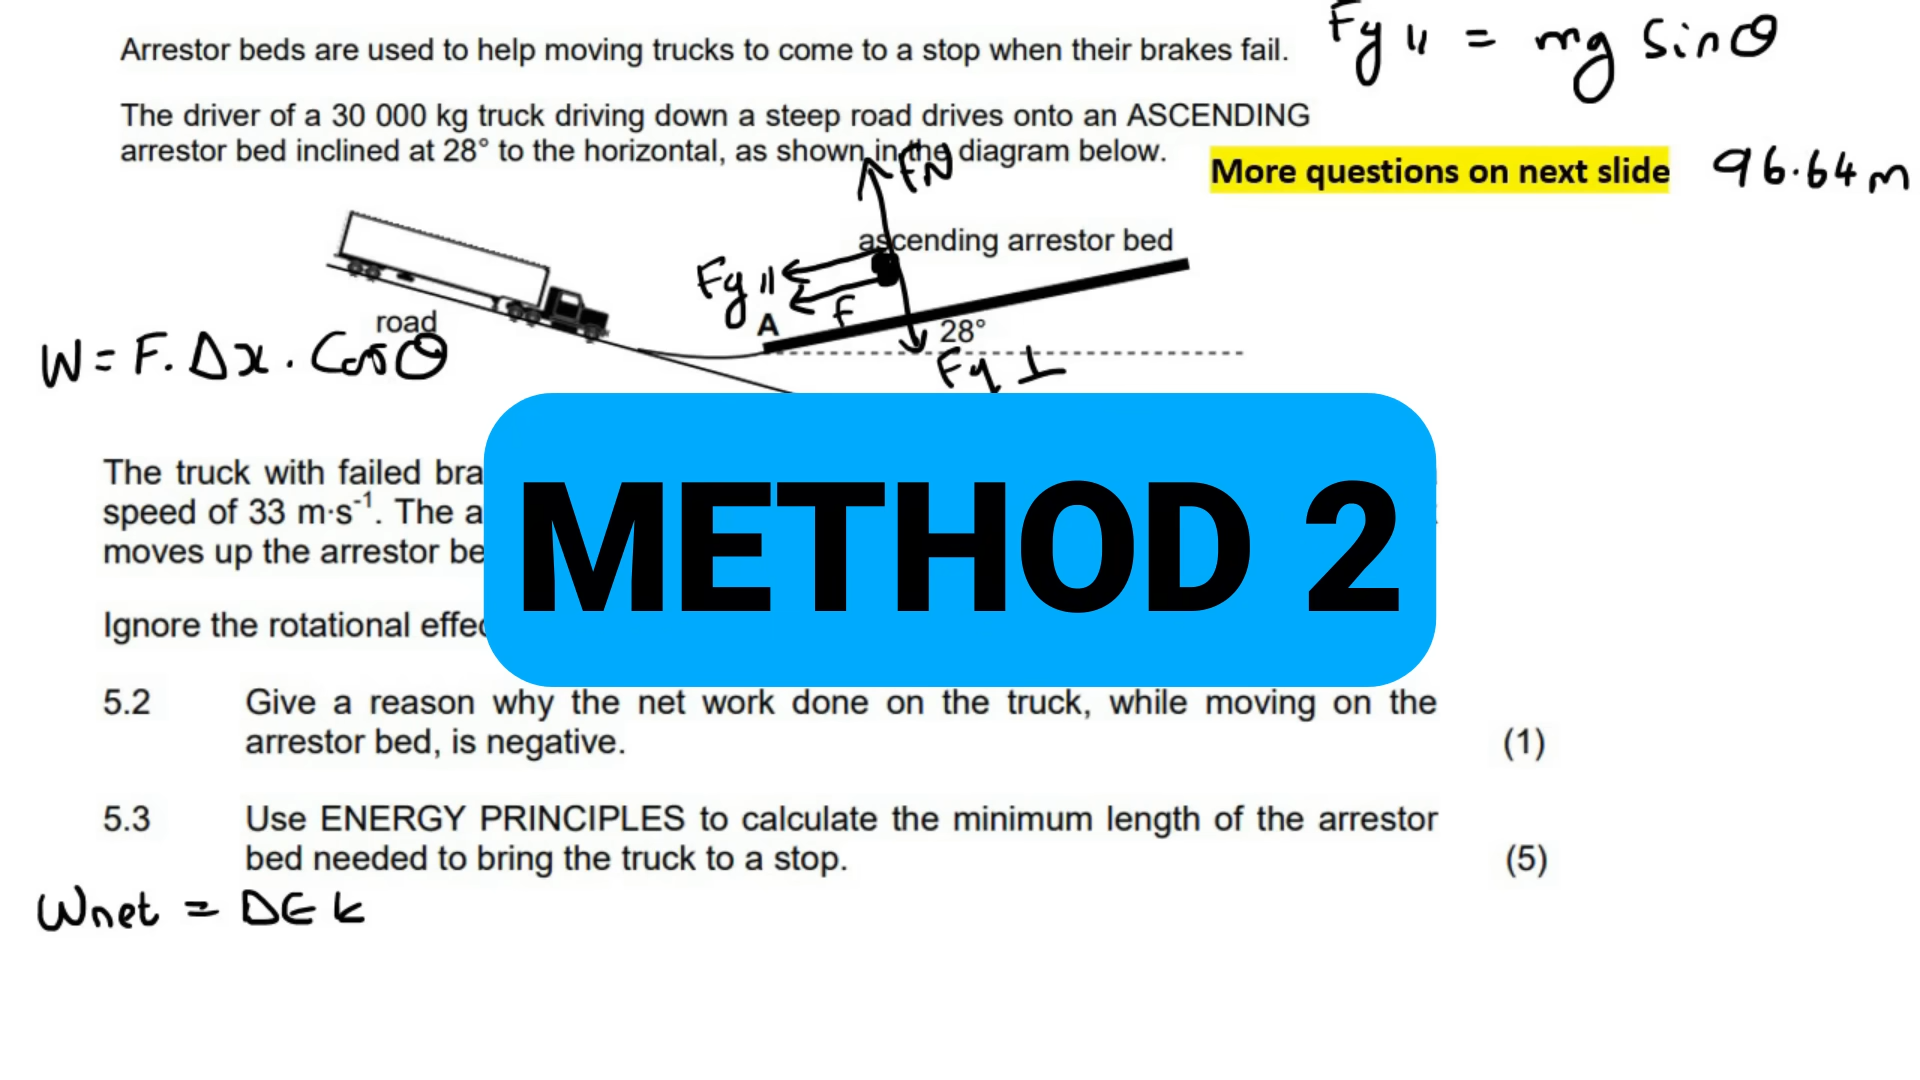 Arrestor beds are used to help moving trucks to come to a stop when their brakes fail.
Fg || = mg Sinθ
The driver of a 30 000 kg truck driving down a steep road drives onto an ASCENDING
arrestor bed inclined at 28° to the horizontal, as shown in the diagram below.
More questions on next slide
96.64m
FN
ascending arrestor bed
Fg ||
F
A
28°
road
W = F. Δx . Cosθ
Fg ⊥
The truck with failed bra
speed of 33 m·s⁻¹. The a
moves up the arrestor be
METHOD 2
Ignore the rotational effec
5.2 Give a reason why the net work done on the truck, while moving on the
arrestor bed, is negative. (1)
5.3 Use ENERGY PRINCIPLES to calculate the minimum length of the arrestor
bed needed to bring the truck to a stop. (5)
Wnet = ΔEk